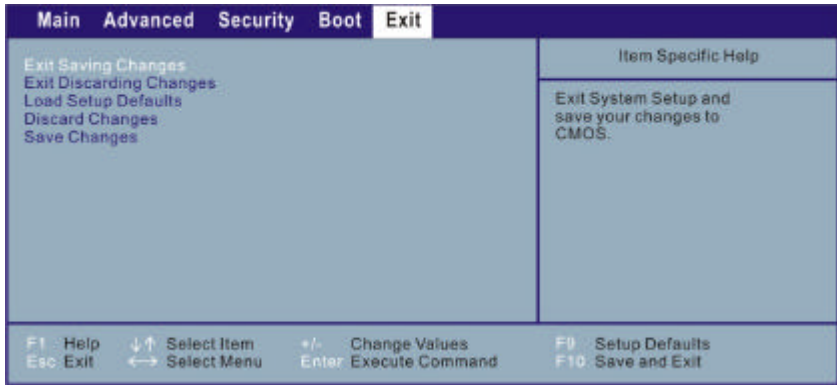 Main Advanced Security Boot Exit
Exit Saving Changes
Exit Discarding Changes
Load Setup Defaults
Discard Changes
Save Changes
Item Specific Help
Exit System Setup and
save your changes to
CMOS.
F1 Help ↓↑ Select Item +/- Change Values F9 Setup Defaults
Esc Exit ←→ Select Menu Enter Execute Command F10 Save and Exit